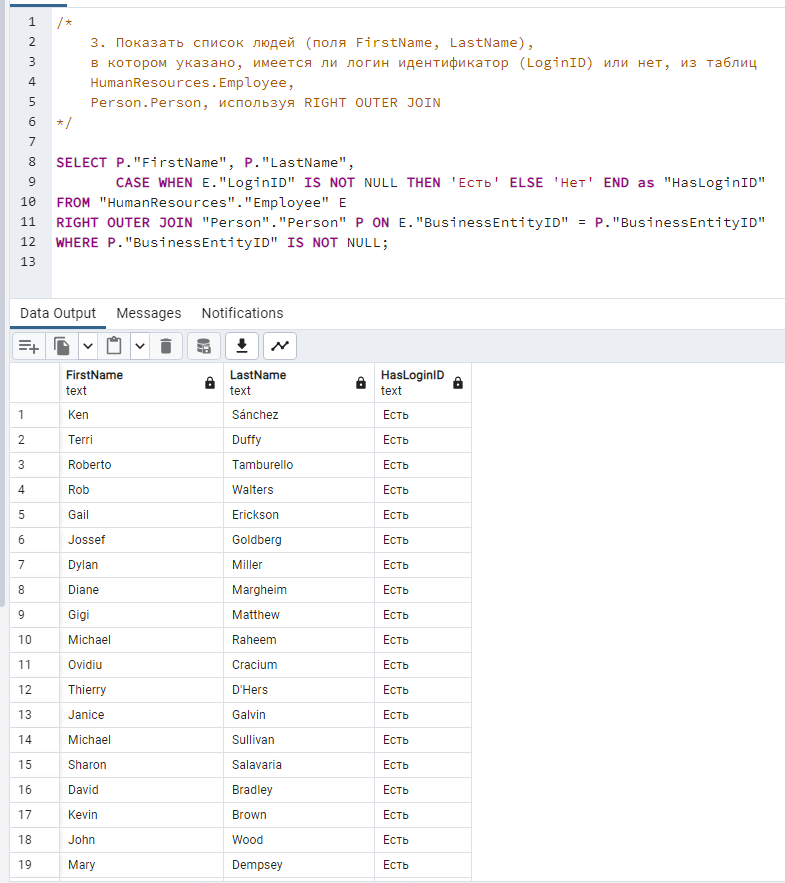 1 /*
2 3. Показать список людей (поля FirstName, LastName),
3 в котором указано, имеется ли логин идентификатор (LoginID) или нет, из таблиц
4 HumanResources.Employee,
5 Person.Person, используя RIGHT OUTER JOIN
6 */
7
8 SELECT P."FirstName", P."LastName",
9 CASE WHEN E."LoginID" IS NOT NULL THEN 'Есть' ELSE 'Нет' END as "HasLoginID"
10 FROM "HumanResources"."Employee" E
11 RIGHT OUTER JOIN "Person"."Person" P ON E."BusinessEntityID" = P."BusinessEntityID"
12 WHERE P."BusinessEntityID" IS NOT NULL;
13
Data Output Messages Notifications
FirstName LastName HasLoginID
text text text
1 Ken Sánchez Есть
2 Terri Duffy Есть
3 Roberto Tamburello Есть
4 Rob Walters Есть
5 Gail Erickson Есть
6 Jossef Goldberg Есть
7 Dylan Miller Есть
8 Diane Margheim Есть
9 Gigi Matthew Есть
10 Michael Raheem Есть
11 Ovidiu Cracium Есть
12 Thierry D'Hers Есть
13 Janice Galvin Есть
14 Michael Sullivan Есть
15 Sharon Salavaria Есть
16 David Bradley Есть
17 Kevin Brown Есть
18 John Wood Есть
19 Mary Dempsey Есть